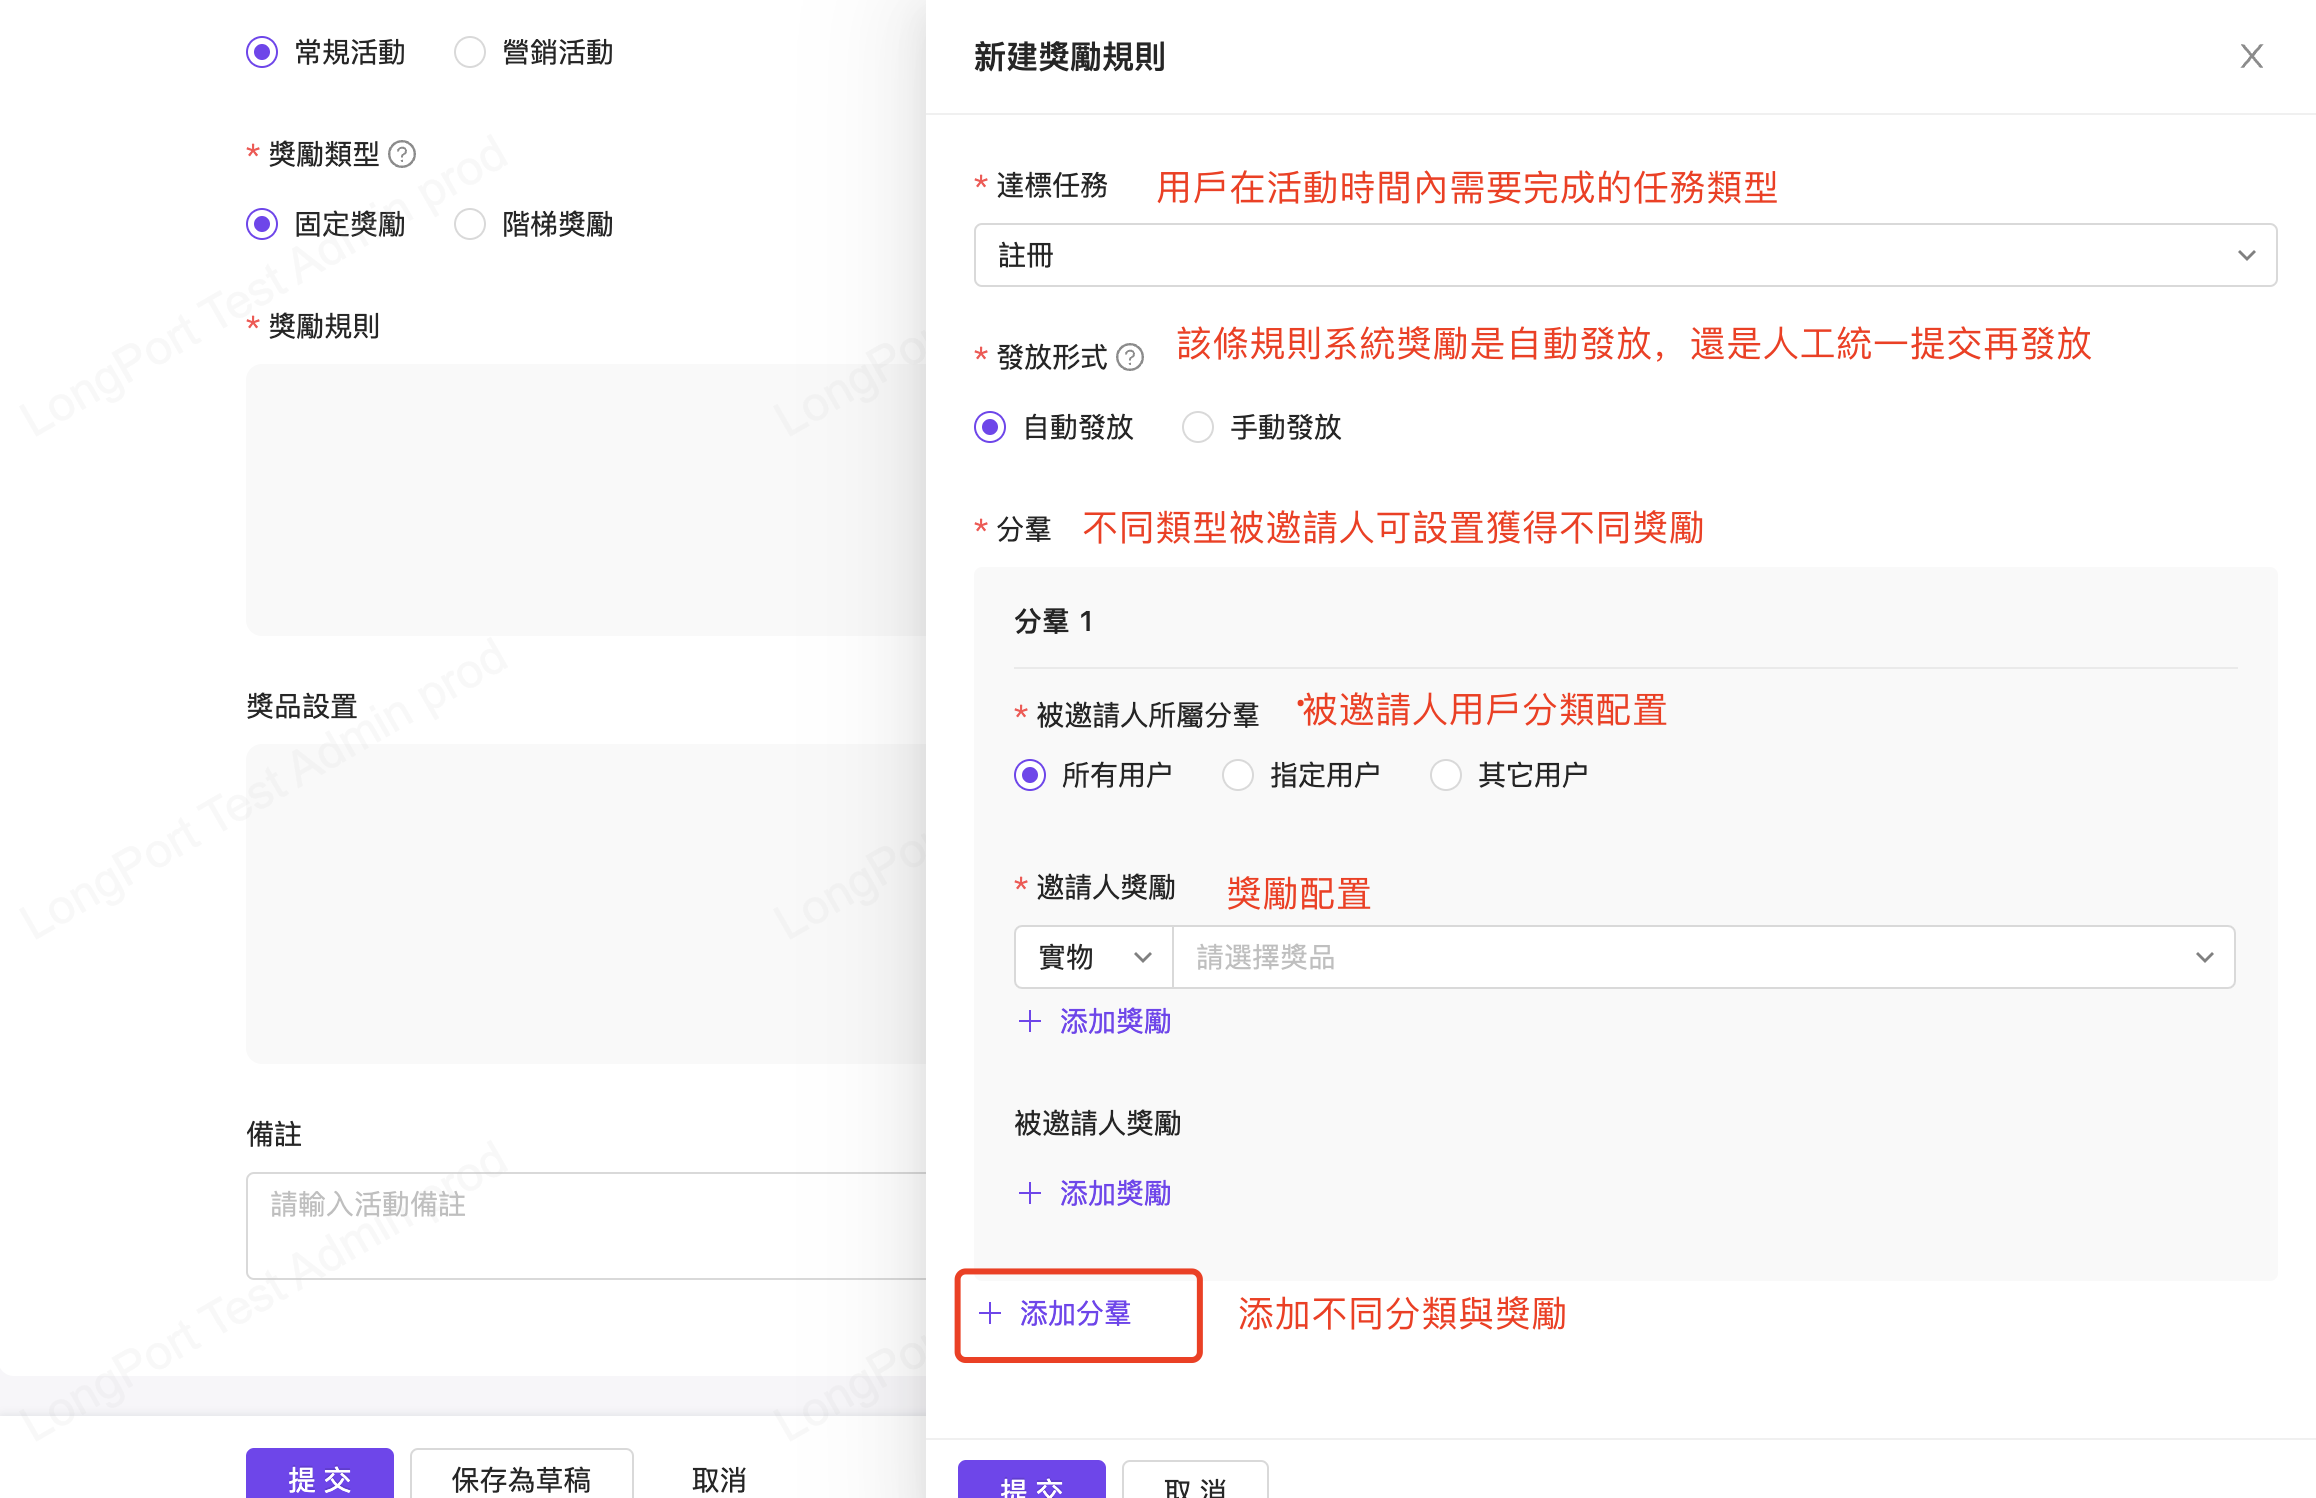 常規活動 營銷活動
* 獎勵類型 ?
固定獎勵 階梯獎勵
* 獎勵規則
獎品設置
備註
請輸入活動備註
提 交 保存為草稿 取消
新建獎勵規則
* 達標任務 用戶在活動時間內需要完成的任務類型
註冊
* 發放形式 ? 該條規則系統獎勵是自動發放，還是人工統一提交再發放
自動發放 手動發放
* 分羣 不同類型被邀請人可設置獲得不同獎勵
分羣 1
* 被邀請人所屬分羣 被邀請人用戶分類配置
所有用户 指定用户 其它用户
* 邀請人獎勵 獎勵配置
實物 請選擇獎品
+ 添加獎勵
被邀請人獎勵
+ 添加獎勵
+ 添加分羣 添加不同分類與獎勵
提 交 取 消
LongPort Test Admin prod
LongPort Test Admin prod
LongPort Test Admin prod